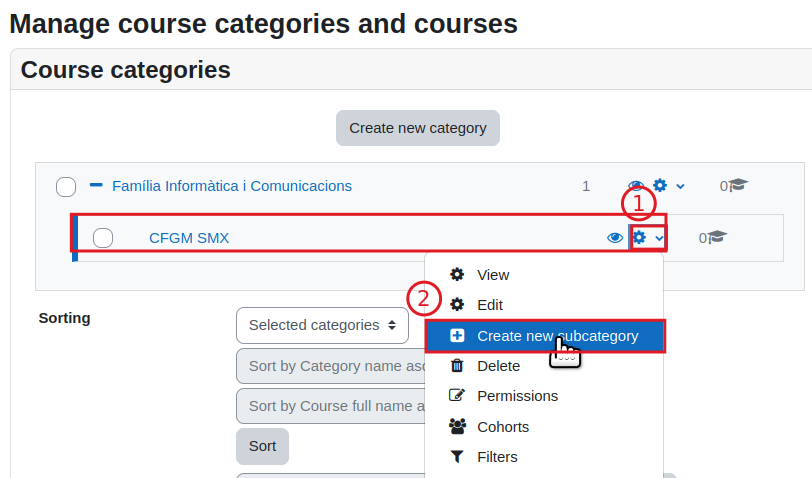 Manage course categories and courses
Course categories
Create new category
Família Informàtica i Comunicacions 1 0
1
CFGM SMX 0
View
2
Edit
Sorting
Selected categories
Create new subcategory
Sort by Category name asc
Delete
Permissions
Sort by Course full name a
Cohorts
Sort
Filters